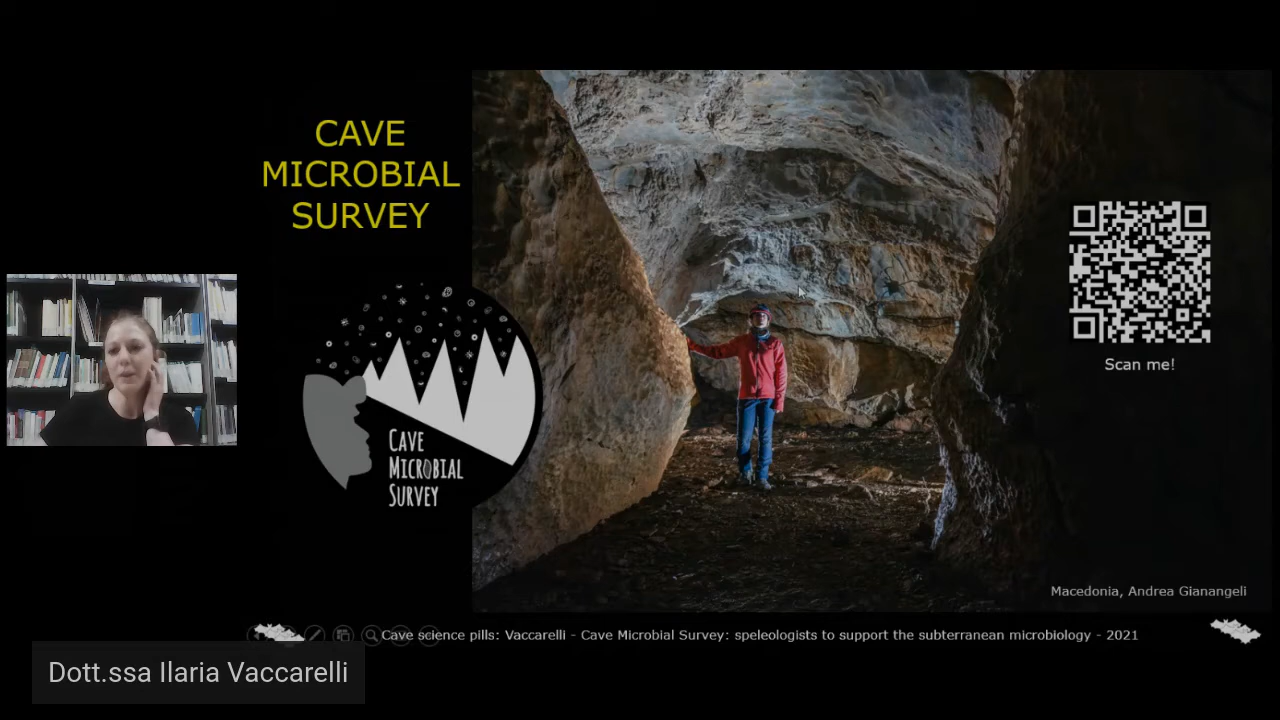 CAVE
MICROBIAL
SURVEY
CAVE
MICROBIAL
SURVEY
Scan me!
Macedonia, Andrea Gianangeli
Cave science pills: Vaccarelli - Cave Microbial Survey: speleologists to support the subterranean microbiology - 2021
Dott.ssa Ilaria Vaccarelli